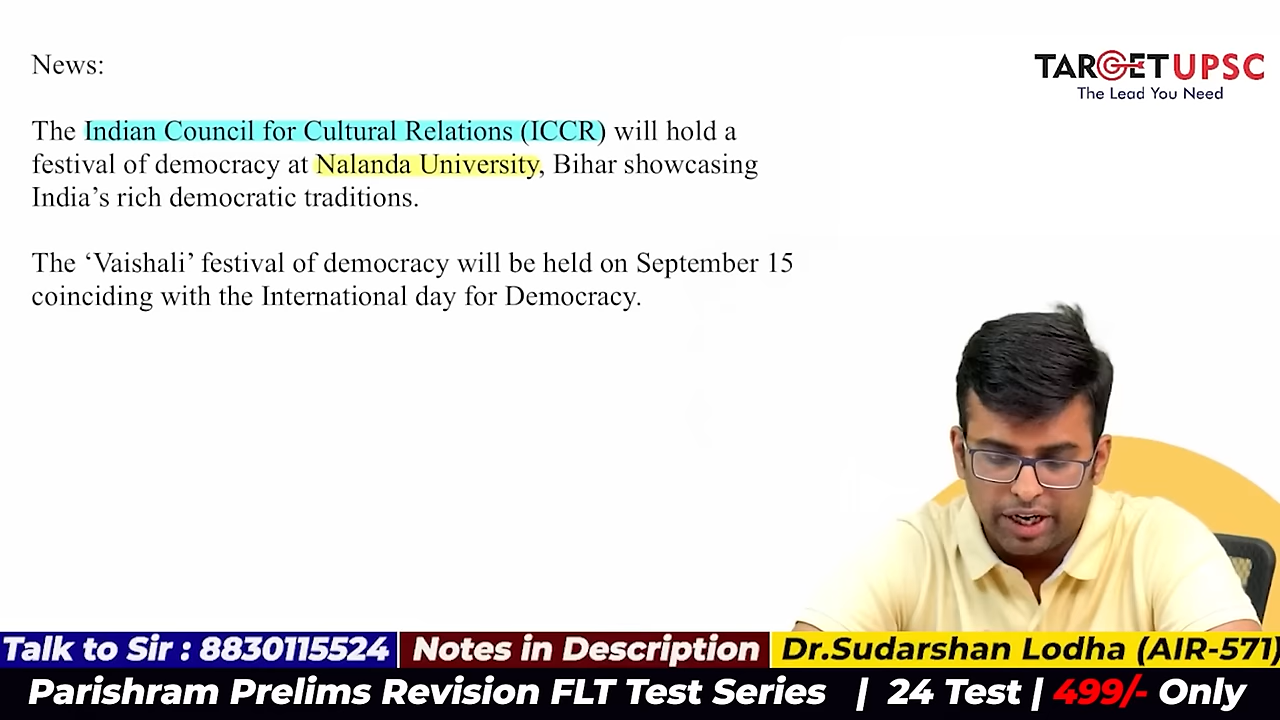 News:
TARGETUPSC
The Lead You Need
The Indian Council for Cultural Relations (ICCR) will hold a
festival of democracy at Nalanda University, Bihar showcasing
India’s rich democratic traditions.
The ‘Vaishali’ festival of democracy will be held on September 15
coinciding with the International day for Democracy.
Talk to Sir : 8830115524
Notes in Description
Dr.Sudarshan Lodha (AIR-571)
Parishram Prelims Revision FLT Test Series | 24 Test | 499/- Only